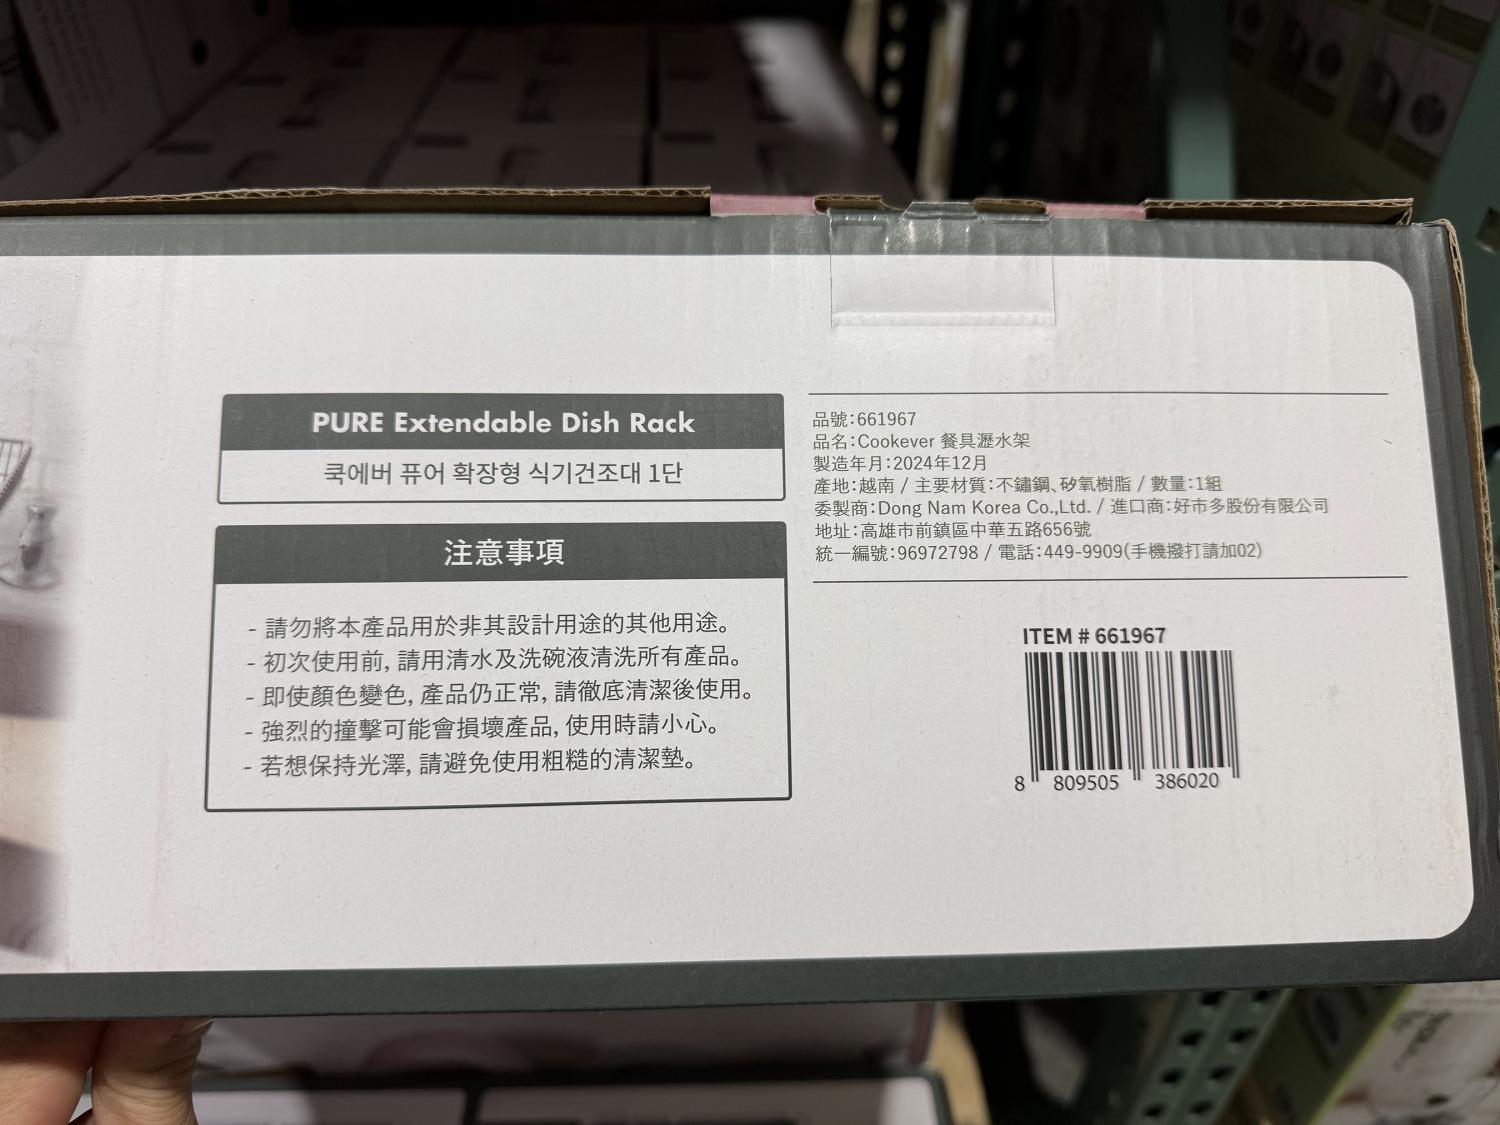 PURE Extendable Dish Rack
쿡에버 퓨어 확장형 식기건조대 1단
注意事項
- 請勿將本產品用於非其設計用途的其他用途。
- 初次使用前, 請用清水及洗碗液清洗所有產品。
- 即使顏色變色, 產品仍正常, 請徹底清潔後使用。
- 強烈的撞擊可能會損壞產品, 使用時請小心。
- 若想保持光澤, 請避免使用粗糙的清潔墊。
品號:661967
品名:Cookever 餐具瀝水架
製造年月:2024年12月
產地:越南 / 主要材質:不鏽鋼、矽氧樹脂 / 數量:1組
委製商:Dong Nam Korea Co.,Ltd. / 進口商:好市多股份有限公司
地址:高雄市前鎮區中華五路656號
統一編號:96972798 / 電話:449-9909(手機撥打請加02)
ITEM # 661967
8 809505 386020